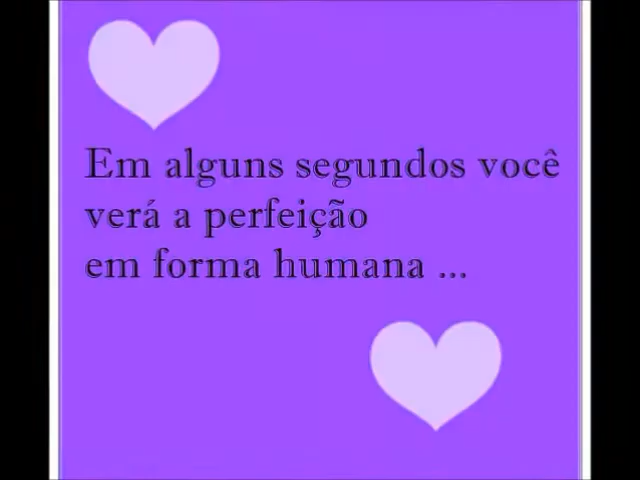 Em alguns segundos você
verá a perfeição
em forma humana ...